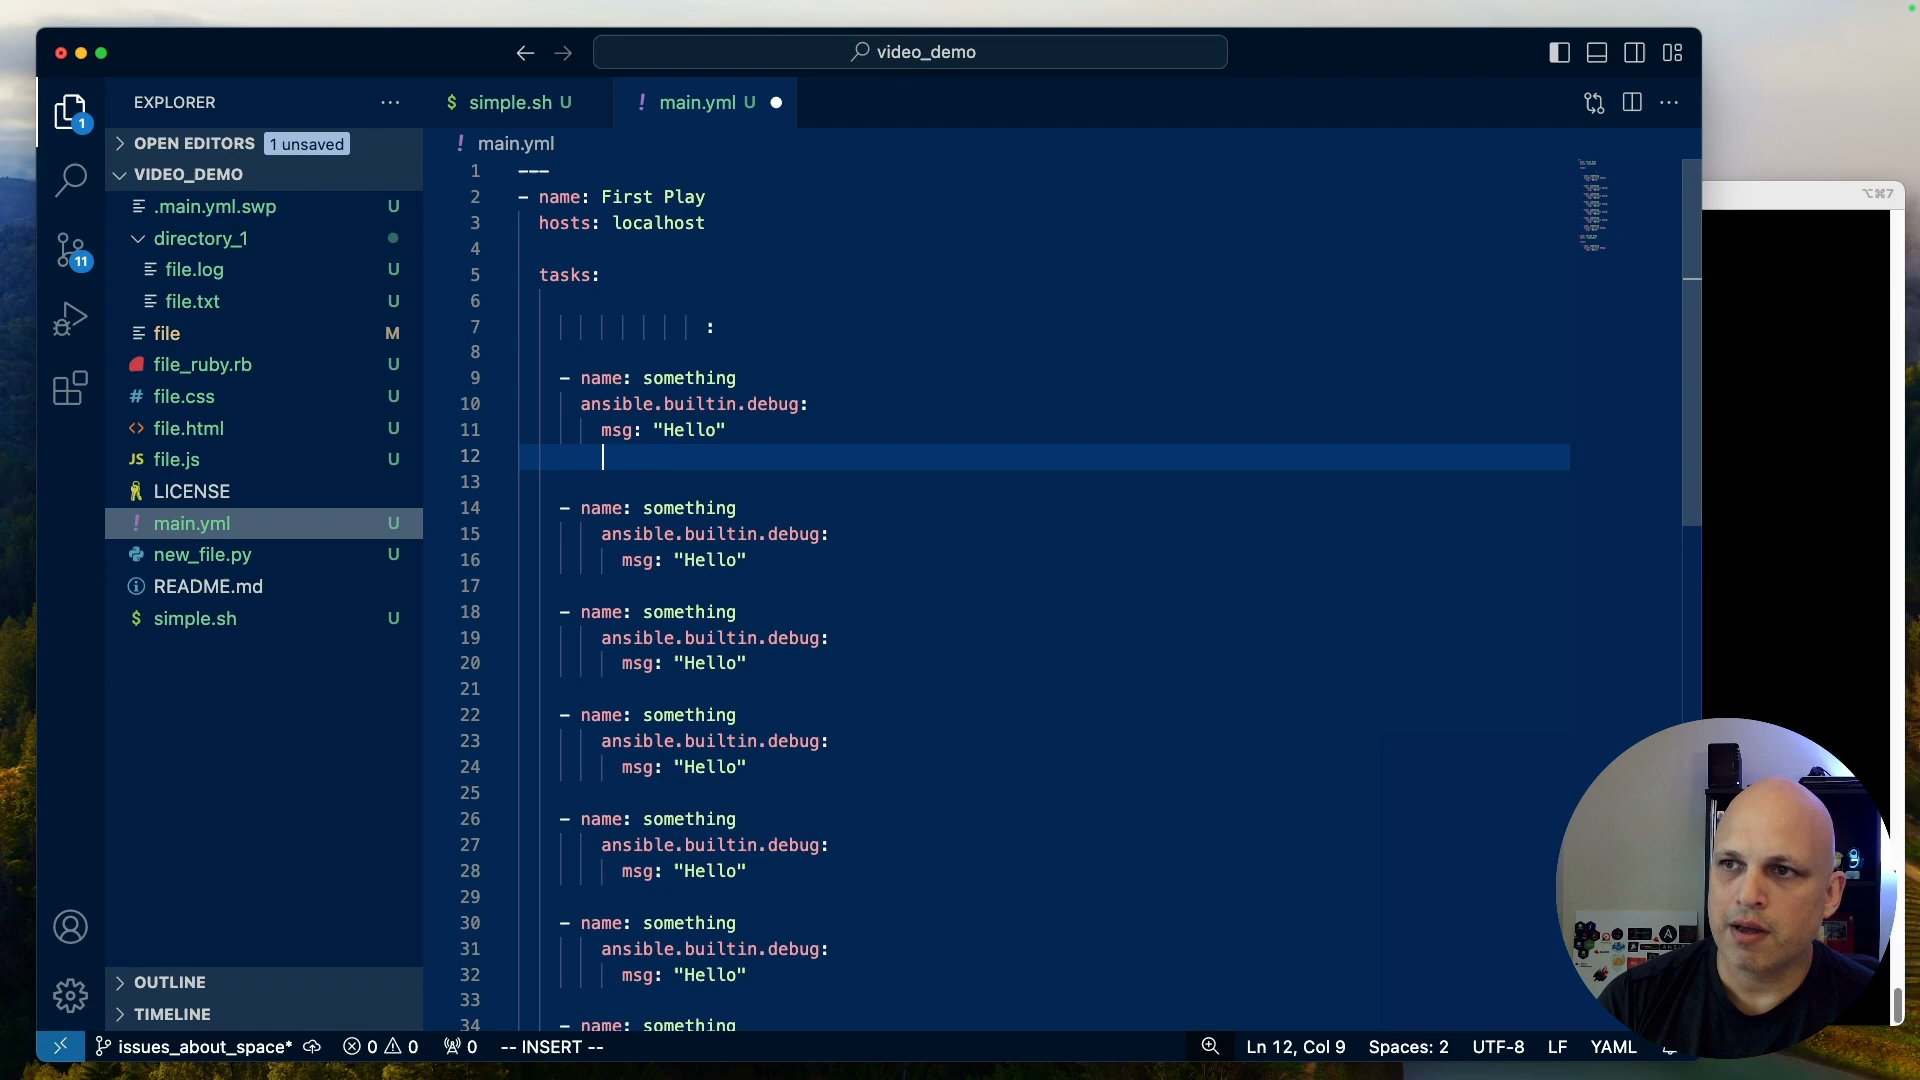 video_demo
EXPLORER
simple.sh U
! main.yml U
⌥⌘7
1
OPEN EDITORS 1 unsaved
! main.yml
VIDEO_DEMO
.main.yml.swp U
directory_1
11
file.log U
file.txt U
file M
file_ruby.rb U
# file.css U
<> file.html U
JS file.js U
LICENSE
! main.yml U
new_file.py U
README.md
$ simple.sh U
OUTLINE
TIMELINE
1 ---
2 - name: First Play
3 hosts: localhost
4
5 tasks:
6
7 :
8
9 - name: something
10 ansible.builtin.debug:
11 msg: "Hello"
12
13
14 - name: something
15 ansible.builtin.debug:
16 msg: "Hello"
17
18 - name: something
19 ansible.builtin.debug:
20 msg: "Hello"
21
22 - name: something
23 ansible.builtin.debug:
24 msg: "Hello"
25
26 - name: something
27 ansible.builtin.debug:
28 msg: "Hello"
29
30 - name: something
31 ansible.builtin.debug:
32 msg: "Hello"
33
34 - name: something
issues_about_space* 0 0 0 -- INSERT -- Ln 12, Col 9 Spaces: 2 UTF-8 LF YAML